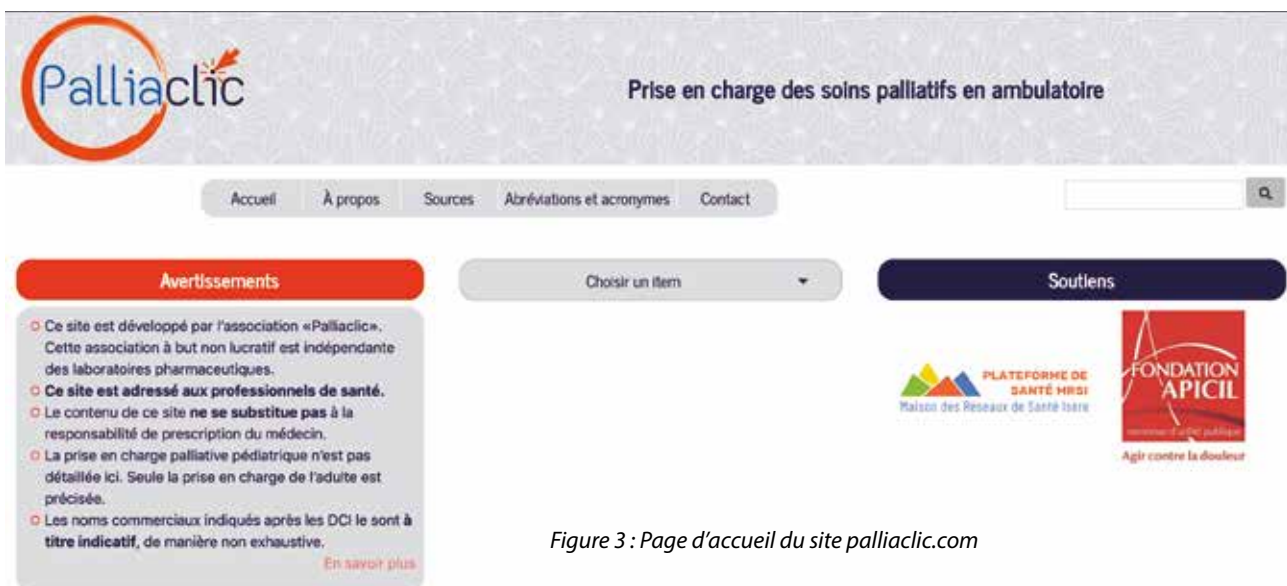 Palliaclic
Prise en charge des soins palliatifs en ambulatoire
Accueil À propos Sources Abréviations et acronymes Contact
Avertissements
Ce site est développé par l'association «Palliaclic».
Cette association à but non lucratif est indépendante
des laboratoires pharmaceutiques.
Ce site est adressé aux professionnels de santé.
Le contenu de ce site ne se substitue pas à la
responsabilité de prescription du médecin.
La prise en charge palliative pédiatrique n'est pas
détaillée ici. Seule la prise en charge de l'adulte est
précisée.
Les noms commerciaux indiqués après les DCI le sont à
titre indicatif, de manière non exhaustive.
En savoir plus
Choisir un item
Soutiens
PLATEFORME DE
SANTÉ MRSI
Maison des Réseaux de Santé Isère
FONDATION
APICIL
reconnue d'utilité publique
Agir contre la douleur
Figure 3 : Page d'accueil du site palliaclic.com